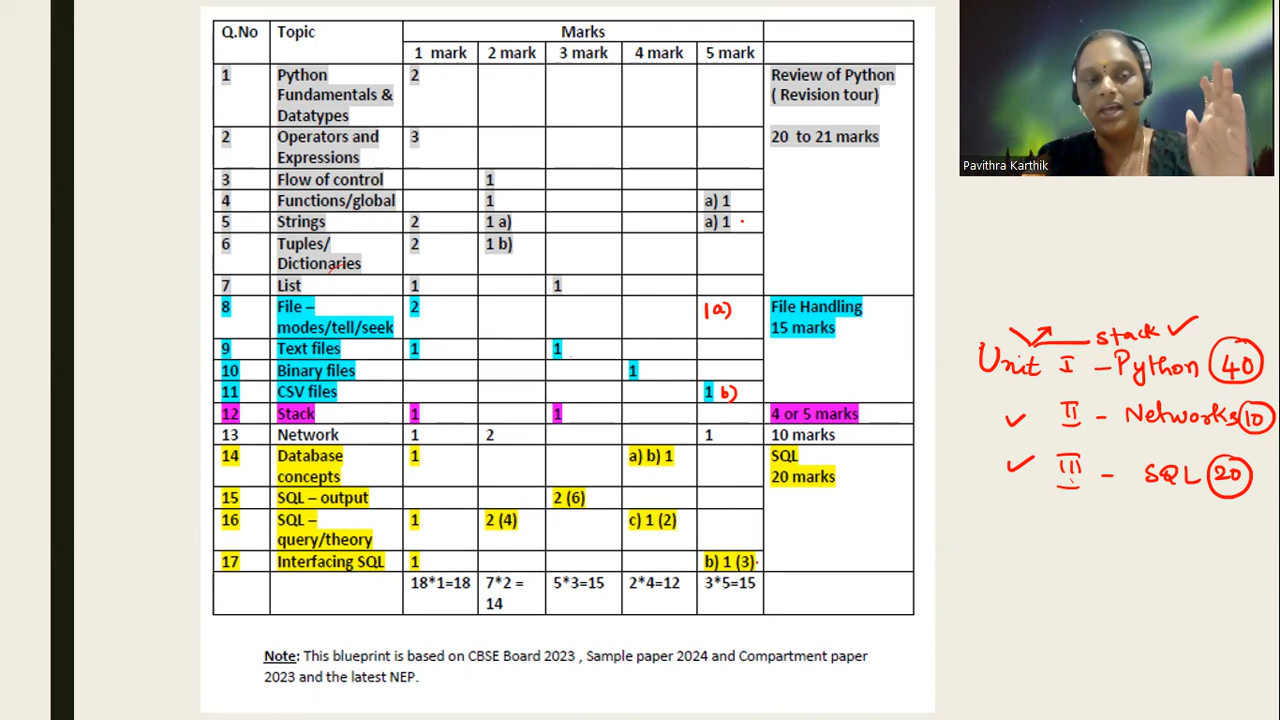 Q.No Topic Marks
1 mark 2 mark 3 mark 4 mark 5 mark
1 Python 2 Review of Python
Fundamentals & ( Revision tour)
Datatypes
2 Operators and 3 20 to 21 marks
Expressions
3 Flow of control 1
4 Functions/global 1 a) 1
5 Strings 2 1 a) a) 1
6 Tuples/ 2 1 b)
Dictionaries
7 List 1 1
8 File – 2 1a) File Handling
modes/tell/seek 15 marks
9 Text files 1 1
10 Binary files 1
11 CSV files 1 b)
12 Stack 1 1 4 or 5 marks
13 Network 1 2 1 10 marks
14 Database 1 a) b) 1 SQL
concepts 20 marks
15 SQL – output 2 (6)
16 SQL – 1 2 (4) c) 1 (2)
query/theory
17 Interfacing SQL 1 b) 1 (3)
18*1=18 7*2 = 5*3=15 2*4=12 3*5=15
14
Note: This blueprint is based on CBSE Board 2023 , Sample paper 2024 and Compartment paper
2023 and the latest NEP.
Pavithra Karthik
stack
Unit I – Python 40
II – Networks 10
III – SQL 20